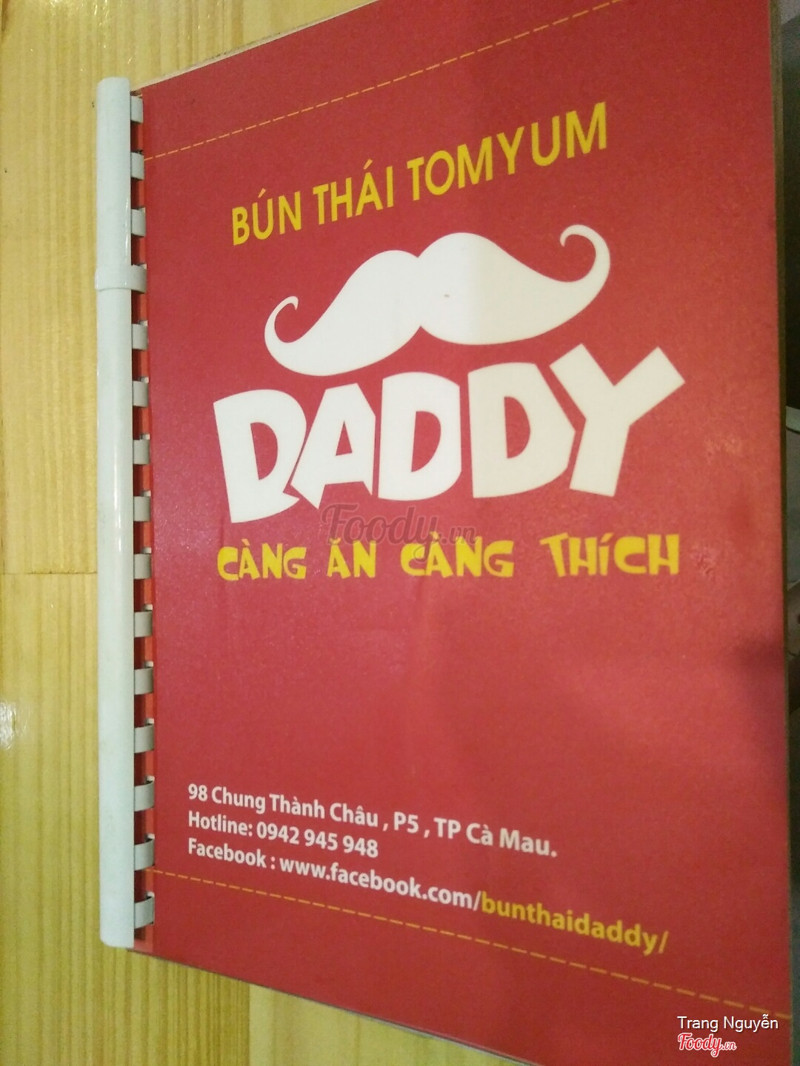 BÚN THÁI TOMYUM
DADDY
Foody.vn
CÀNG ĂN CÀNG THÍCH
98 Chung Thành Châu , P5 , TP Cà Mau.
Hotline: 0942 945 948
Facebook : www.facebook.com/bunthaidaddy/
Trang Nguyễn
Foody.vn